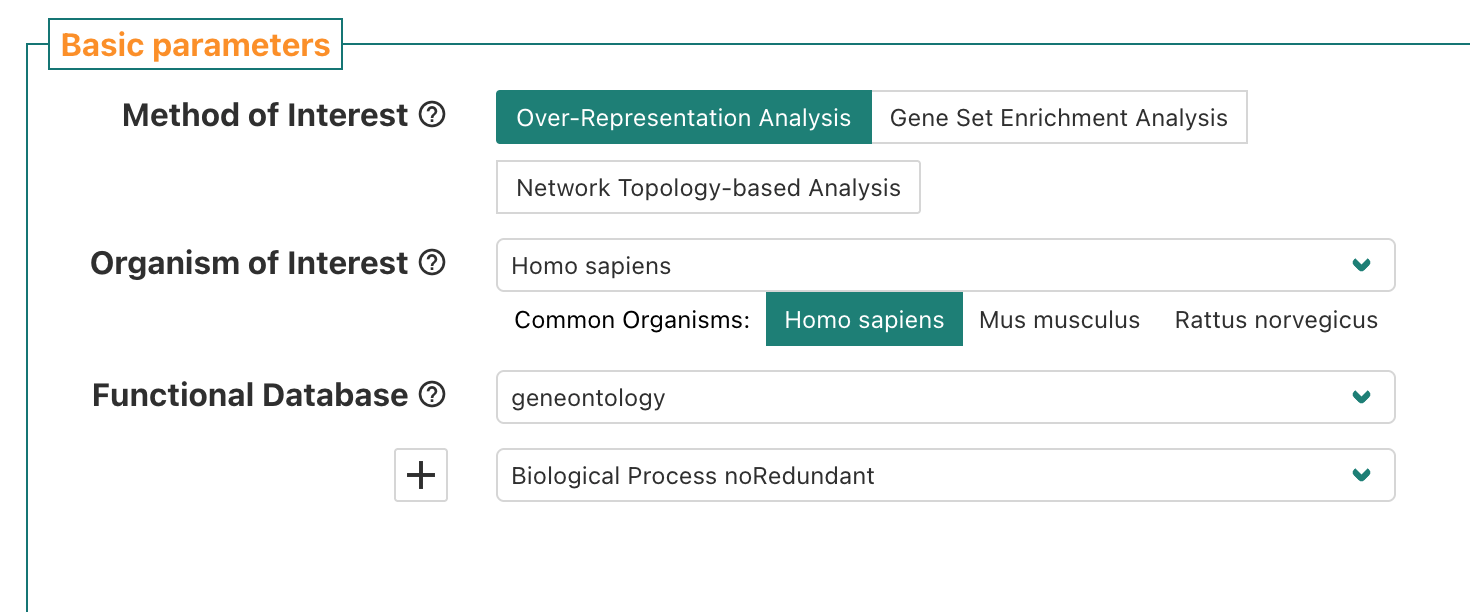 Basic parameters
Method of Interest
Over-Representation Analysis Gene Set Enrichment Analysis
Network Topology-based Analysis
Organism of Interest
Homo sapiens
Common Organisms: Homo sapiens Mus musculus Rattus norvegicus
Functional Database
geneontology
Biological Process noRedundant